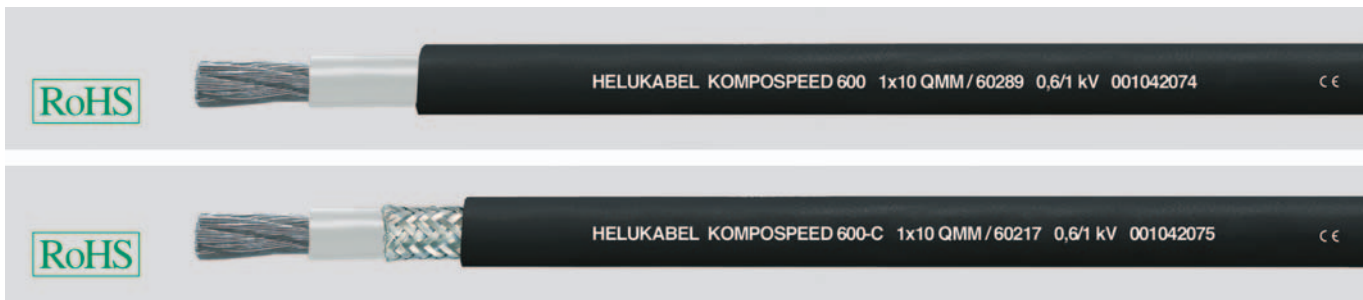 RoHS
HELUKABEL KOMPOSPEED 600 1x10 QMM / 60289 0,6/1 kV 001042074 CE
RoHS
HELUKABEL KOMPOSPEED 600-C 1x10 QMM / 60217 0,6/1 kV 001042075 CE